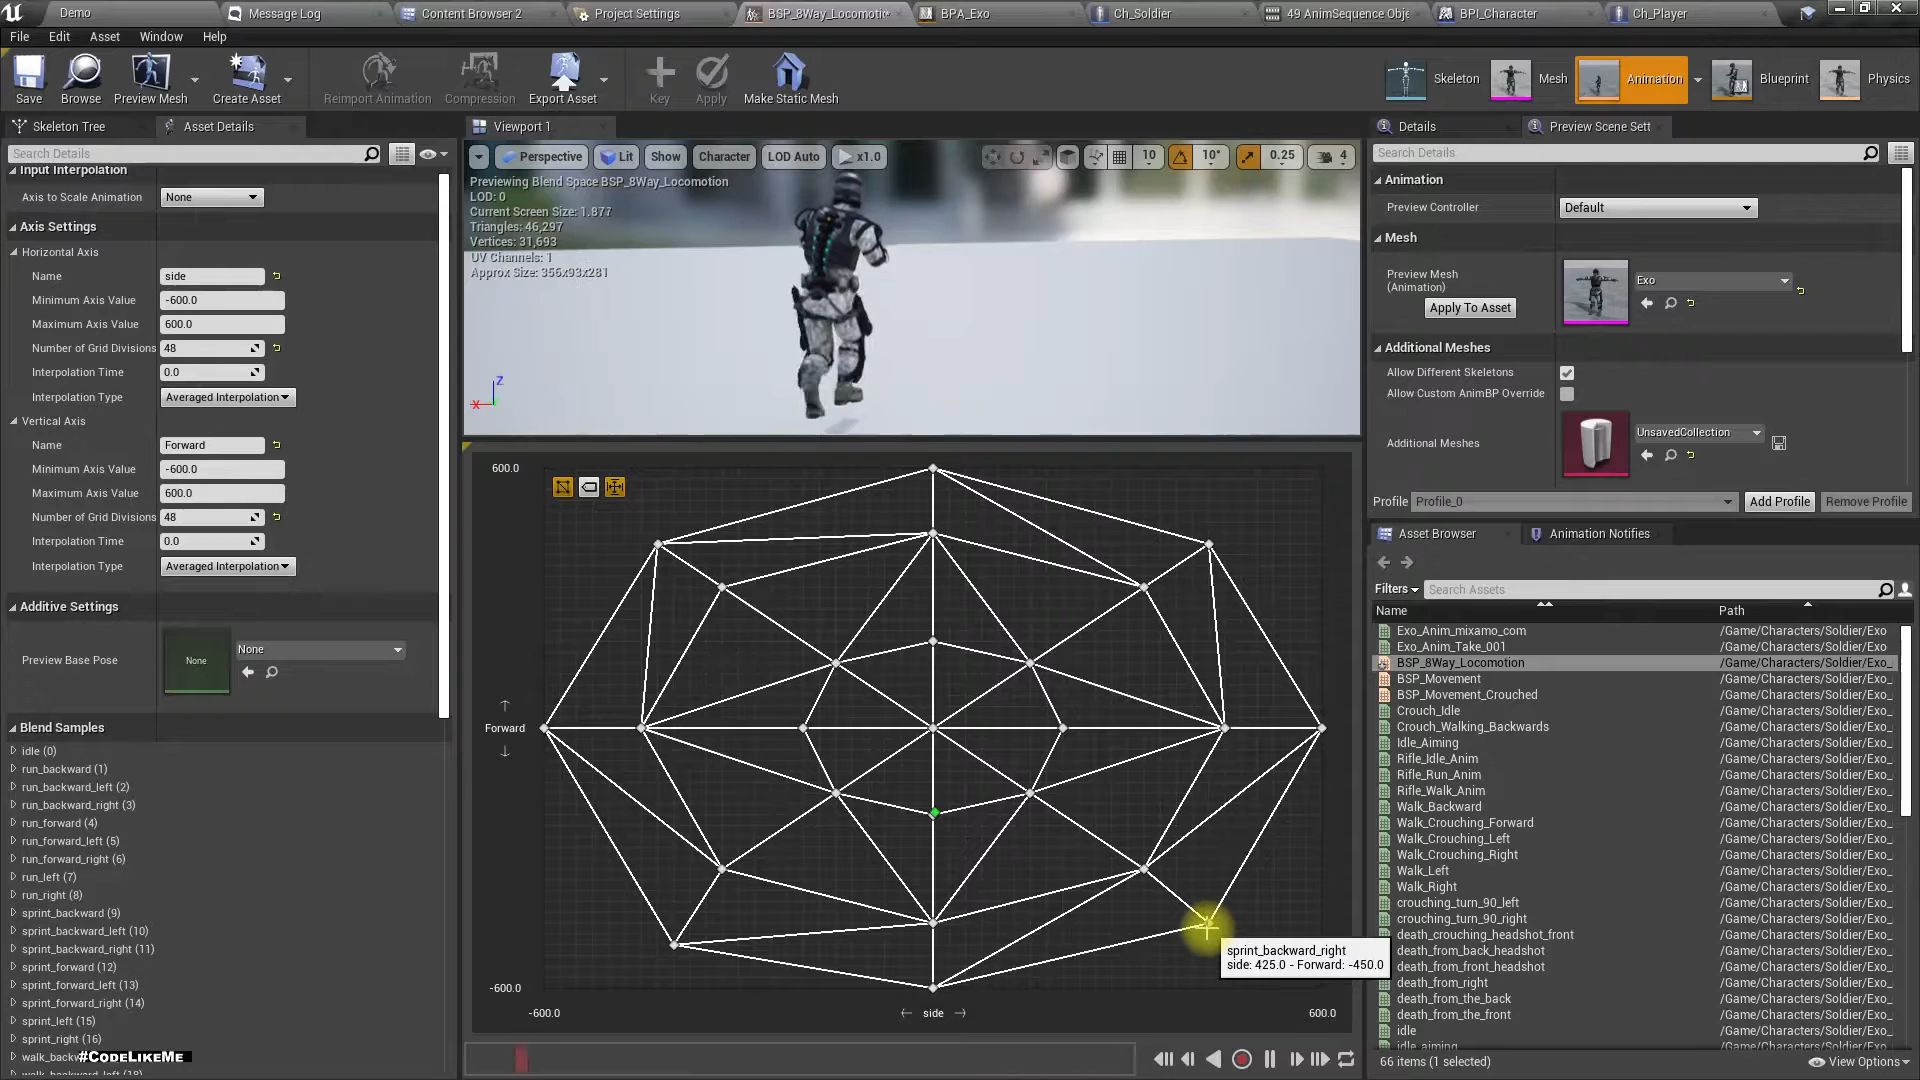 Demo
Message Log
Content Browser 2
Project Settings
BSP_8Way_Locomotion
BPA_Exo
Ch_Soldier
49 AnimSequence Obje
BPI_Character
Ch_Player
File
Edit
Asset
Window
Help
Save
Browse
Preview Mesh
Create Asset
Reimport Animation
Compression
Export Asset
Key
Apply
Make Static Mesh
Skeleton
Mesh
Animation
Blueprint
Physics
Skeleton Tree
Asset Details
Search Details
Input Interpolation
Axis to Scale Animation
None
Axis Settings
Horizontal Axis
Name
side
Minimum Axis Value
-600.0
Maximum Axis Value
600.0
Number of Grid Divisions
48
Interpolation Time
0.0
Interpolation Type
Averaged Interpolation
Vertical Axis
Name
Forward
Minimum Axis Value
-600.0
Maximum Axis Value
600.0
Number of Grid Divisions
48
Interpolation Time
0.0
Interpolation Type
Averaged Interpolation
Additive Settings
Preview Base Pose
None
None
Blend Samples
idle (0)
run_backward (1)
run_backward_left (2)
run_backward_right (3)
run_forward (4)
run_forward_left (5)
run_forward_right (6)
run_left (7)
run_right (8)
sprint_backward (9)
sprint_backward_left (10)
sprint_backward_right (11)
sprint_forward (12)
sprint_forward_left (13)
sprint_forward_right (14)
sprint_left (15)
sprint_right (16)
#CodeLikeMe
Viewport 1
Perspective
Lit
Show
Character
LOD Auto
x1.0
10
10°
0.25
4
Previewing Blend Space BSP_8Way_Locomotion
LOD: 0
Current Screen Size: 1.877
Triangles: 46,297
Vertices: 31,693
UV Channels: 1
Approx Size: 356x93x281
Z
X
600.0
Forward
-600.0
-600.0
side
600.0
sprint_backward_right
side: 425.0 - Forward: -450.0
Details
Preview Scene Sett
Search Details
Animation
Preview Controller
Default
Mesh
Preview Mesh
(Animation)
Apply To Asset
Exo
Additional Meshes
Allow Different Skeletons
Allow Custom AnimBP Override
Additional Meshes
UnsavedCollection
Profile
Profile_0
Add Profile
Remove Profile
Asset Browser
Animation Notifies
Filters
Search Assets
Name
Path
Exo_Anim_mixamo_com /Game/Characters/Soldier/Exo
Exo_Anim_Take_001 /Game/Characters/Soldier/Exo
BSP_8Way_Locomotion /Game/Characters/Soldier/Exo_
BSP_Movement /Game/Characters/Soldier/Exo_
BSP_Movement_Crouched /Game/Characters/Soldier/Exo_
Crouch_Idle /Game/Characters/Soldier/Exo_
Crouch_Walking_Backwards /Game/Characters/Soldier/Exo_
Idle_Aiming /Game/Characters/Soldier/Exo_
Rifle_Idle_Anim /Game/Characters/Soldier/Exo_
Rifle_Run_Anim /Game/Characters/Soldier/Exo_
Rifle_Walk_Anim /Game/Characters/Soldier/Exo_
Walk_Backward /Game/Characters/Soldier/Exo_
Walk_Crouching_Forward /Game/Characters/Soldier/Exo_
Walk_Crouching_Left /Game/Characters/Soldier/Exo_
Walk_Crouching_Right /Game/Characters/Soldier/Exo_
Walk_Left /Game/Characters/Soldier/Exo_
Walk_Right /Game/Characters/Soldier/Exo_
crouching_turn_90_left /Game/Characters/Soldier/Exo_
crouching_turn_90_right /Game/Characters/Soldier/Exo_
death_crouching_headshot_front /Game/Characters/Soldier/Exo_
death_from_back_headshot /Game/Characters/Soldier/Exo_
death_from_front_headshot /Game/Characters/Soldier/Exo_
death_from_right /Game/Characters/Soldier/Exo_
death_from_the_back /Game/Characters/Soldier/Exo_
death_from_the_front /Game/Characters/Soldier/Exo_
idle /Game/Characters/Soldier/Exo_
idle_aiming /Game/Characters/Soldier/Exo_
66 items (1 selected)
View Options